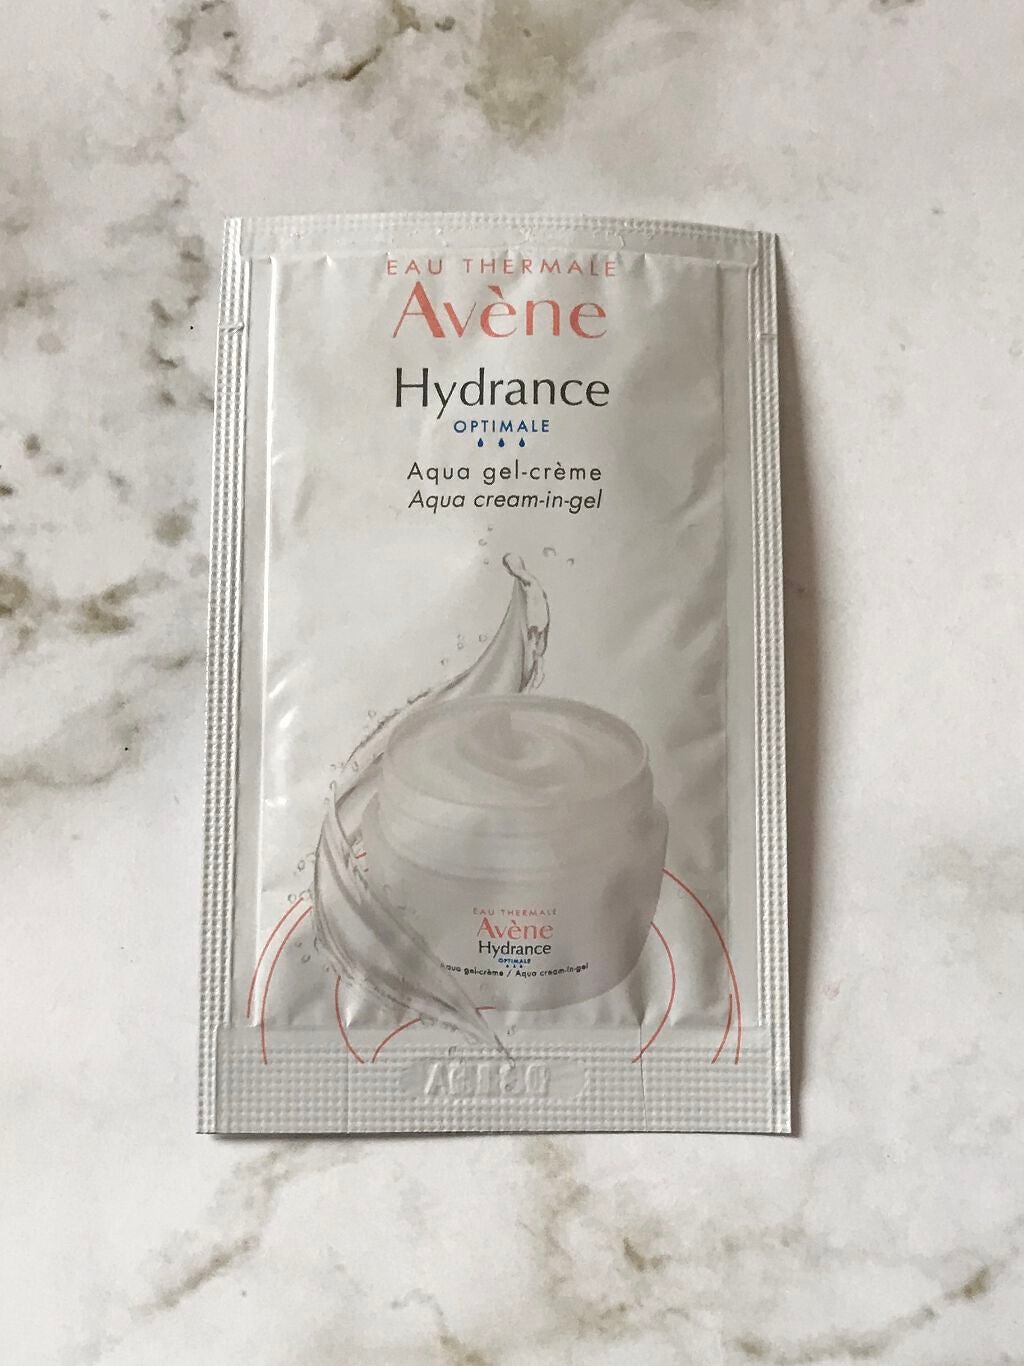 EAU THERMALE
Avène
Hydrance
OPTIMALE
Aqua gel-crème
Aqua cream-in-gel
EAU THERMALE
Avène
Hydrance
OPTIMALE
Aqua gel-crème / Aqua cream-in-gel